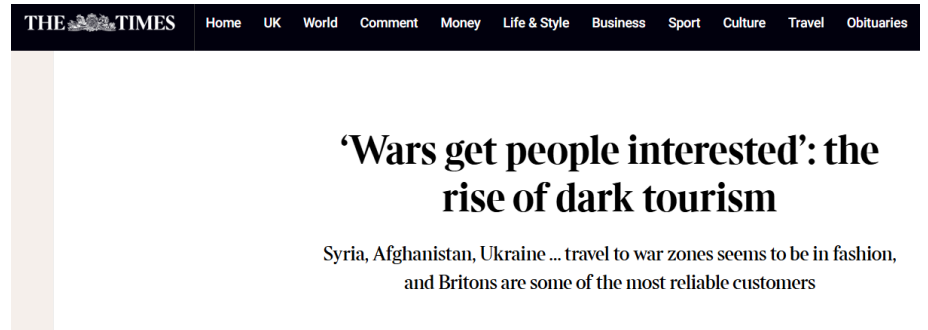 THE TIMES Home UK World Comment Money Life & Style Business Sport Culture Travel Obituaries
‘Wars get people interested’: the
rise of dark tourism
Syria, Afghanistan, Ukraine ... travel to war zones seems to be in fashion,
and Britons are some of the most reliable customers